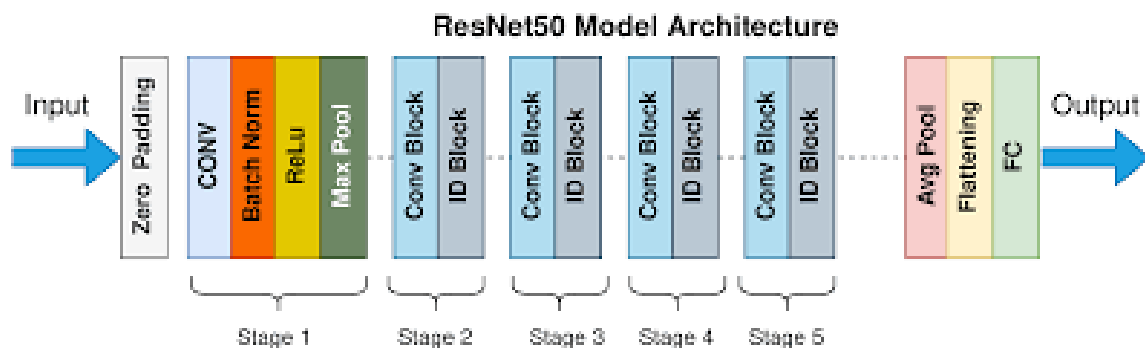 ResNet50 Model Architecture
Input
Zero Padding
CONV
Batch Norm
ReLu
Max Pool
Conv Block
ID Block
Conv Block
ID Block
Conv Block
ID Block
Conv Block
ID Block
Avg Pool
Flattening
FC
Output
Stage 1
Stage 2
Stage 3
Stage 4
Stage 5